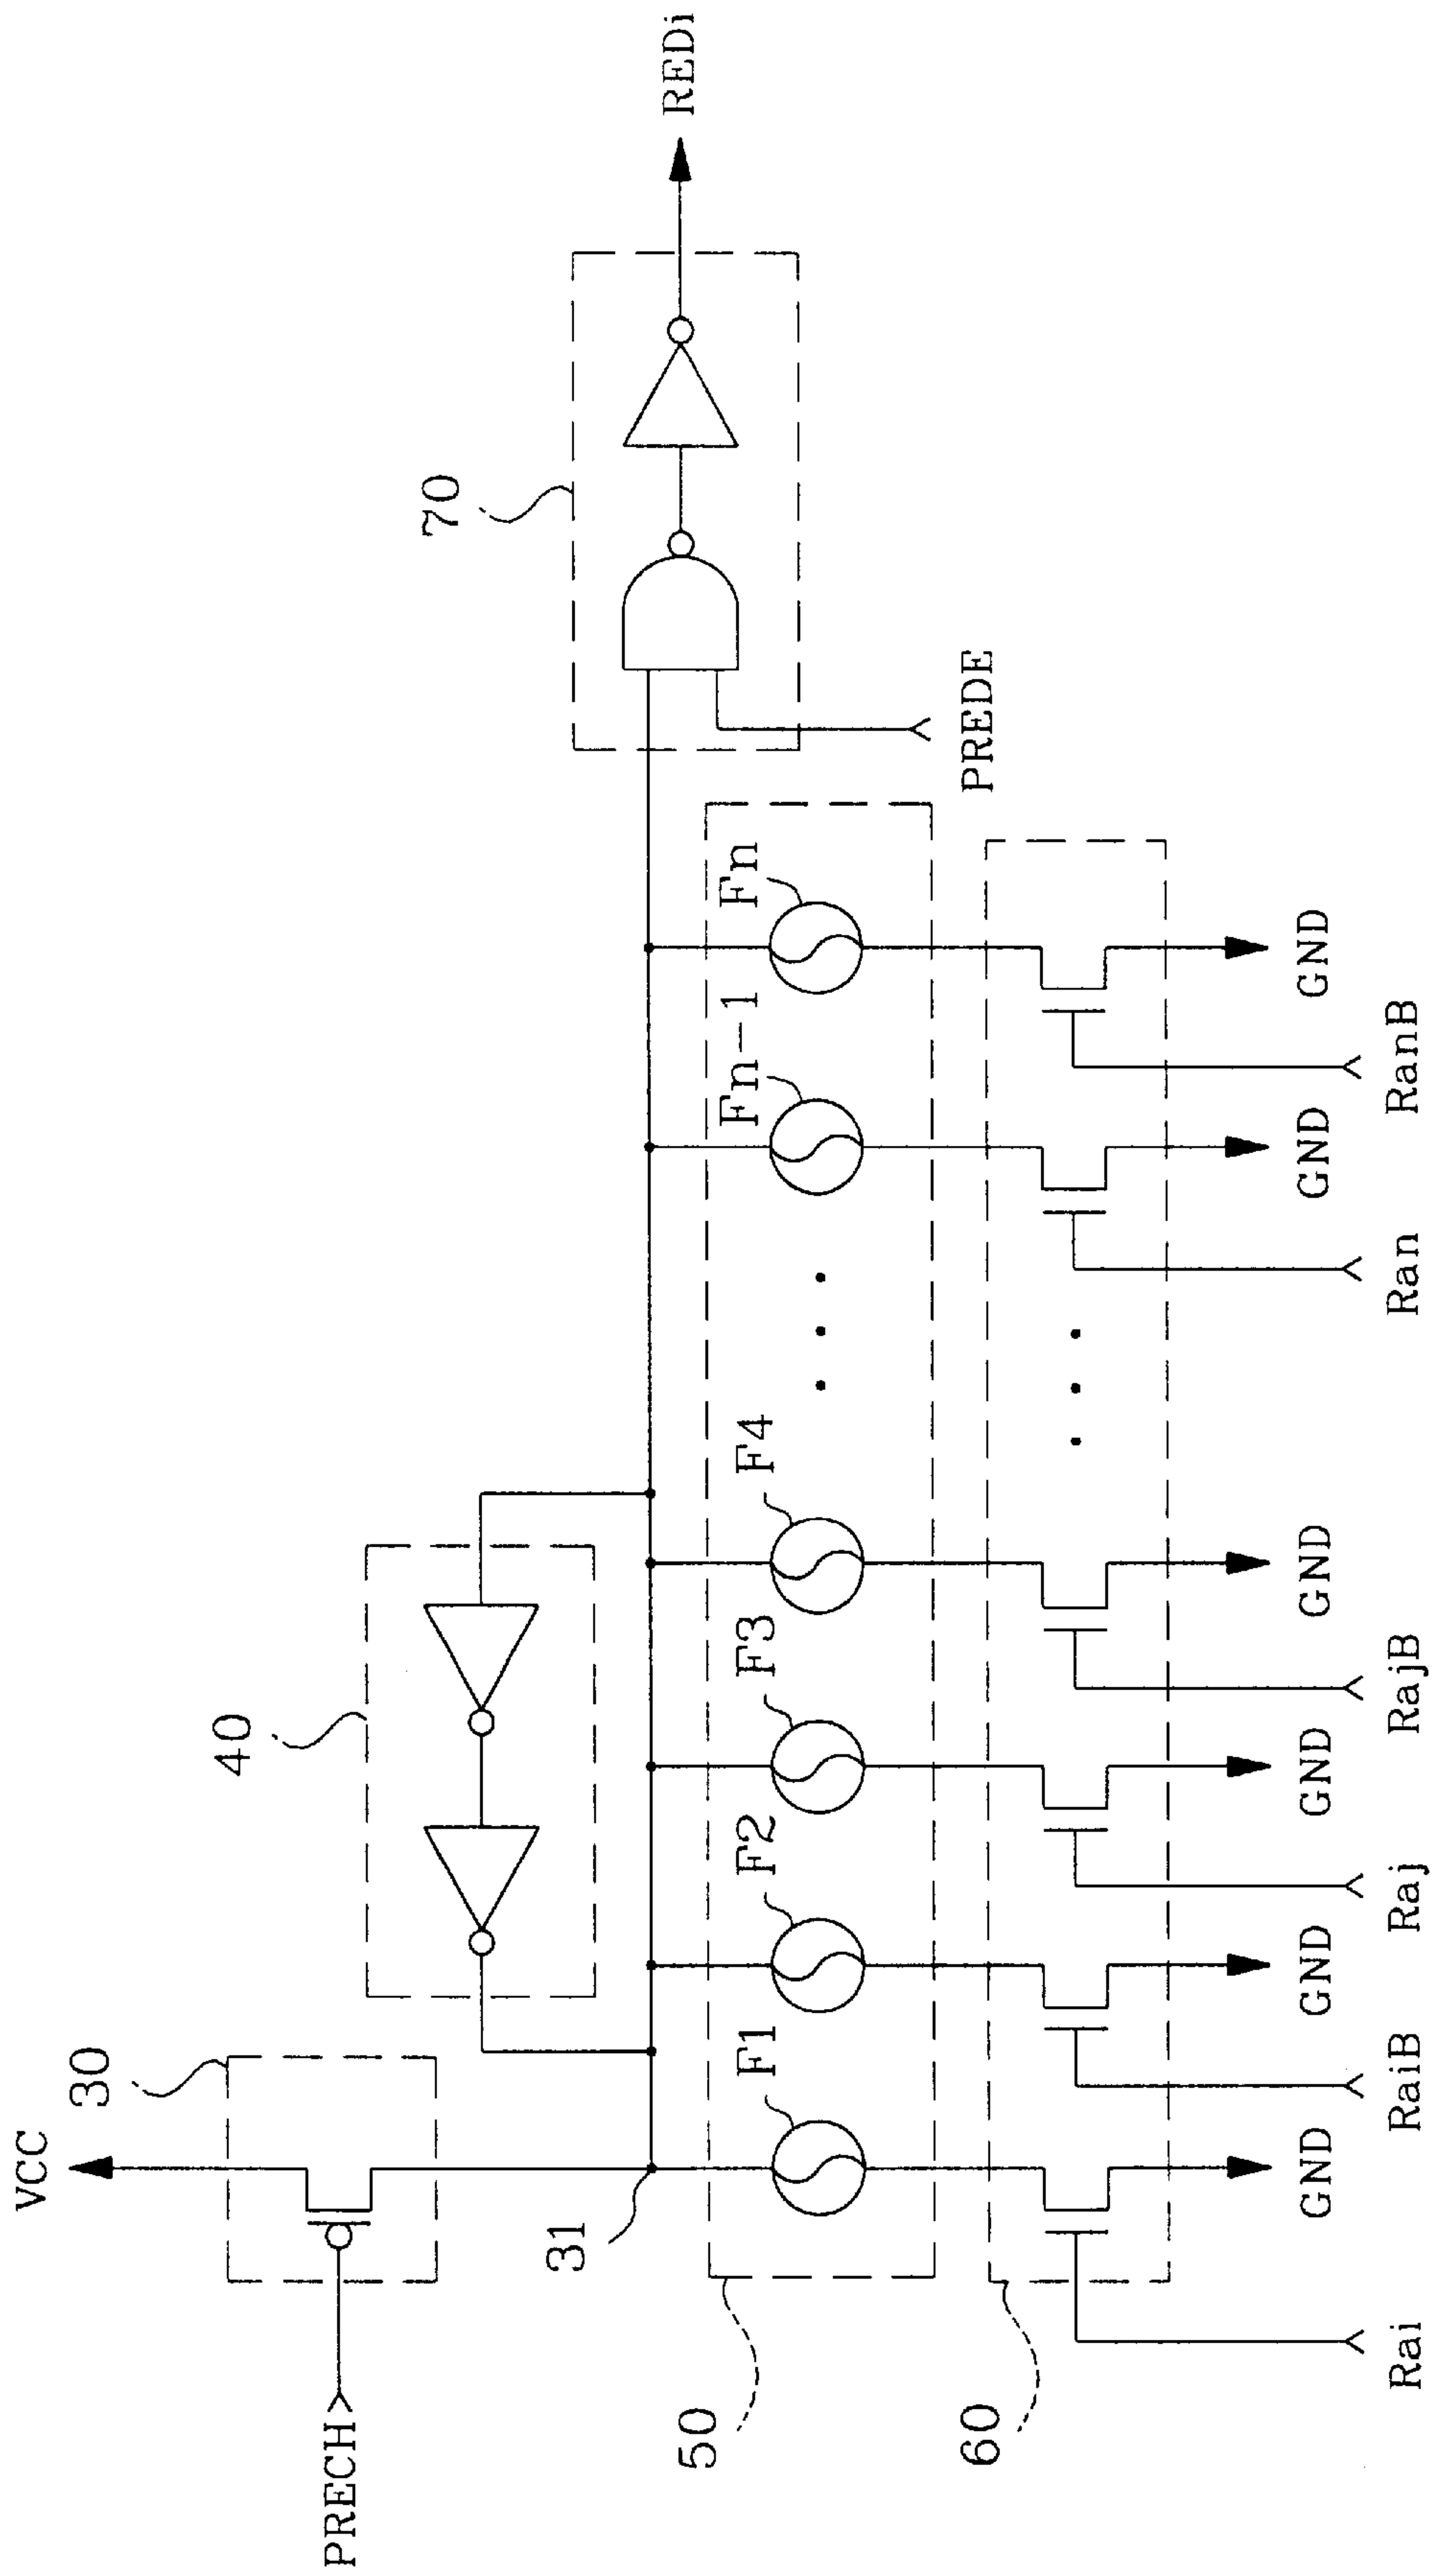 VCC
30
PRECH
40
31
70
REDi
50
F1
F2
F3
F4
Fn-1
Fn
PREDE
60
GND
GND
GND
GND
GND
GND
Rai
RaiB
Raj
RajB
Ran
RanB